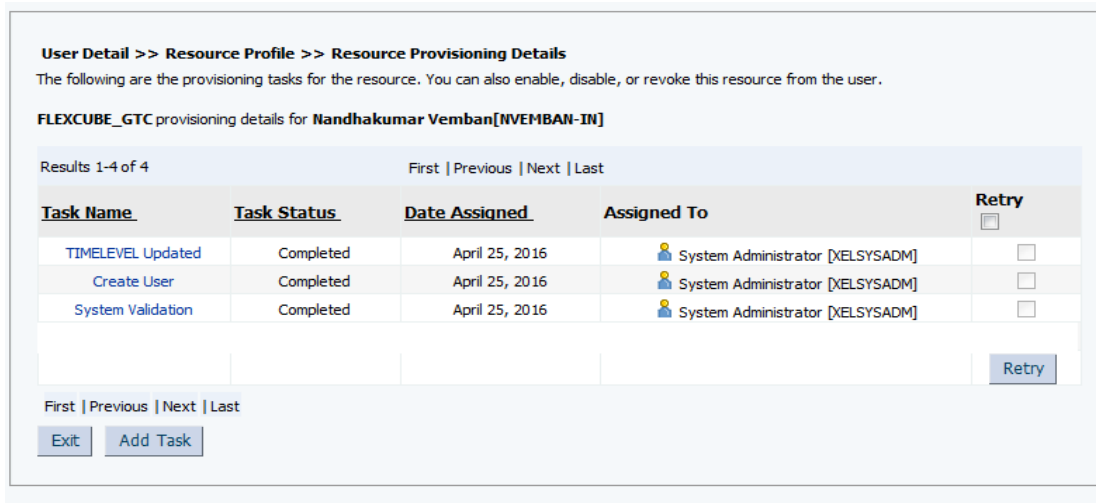 User Detail >> Resource Profile >> Resource Provisioning Details
The following are the provisioning tasks for the resource. You can also enable, disable, or revoke this resource from the user.
FLEXCUBE_GTC provisioning details for Nandhakumar Vemban[NVEMBAN-IN]
Results 1-4 of 4 First | Previous | Next | Last
Task Name Task Status Date Assigned Assigned To Retry
TIMELEVEL Updated Completed April 25, 2016 System Administrator [XELSYSADM]
Create User Completed April 25, 2016 System Administrator [XELSYSADM]
System Validation Completed April 25, 2016 System Administrator [XELSYSADM]
Retry
First | Previous | Next | Last
Exit Add Task